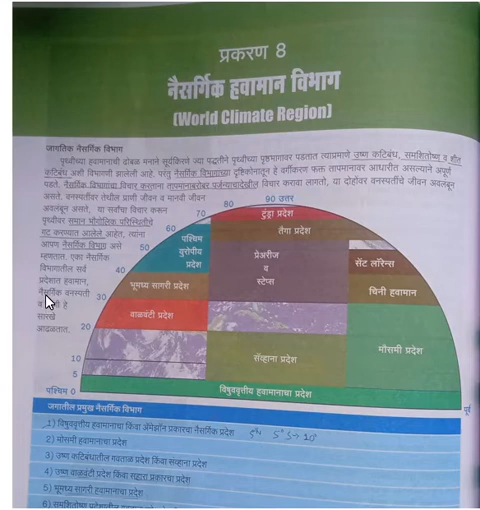 प्रकरण 8
नैसर्गिक हवामान विभाग
(World Climate Region)
जागतिक नैसर्गिक विभाग
पृथ्वीच्या हवामानाची ढोबळ मनाने सूर्यकिरणे ज्या पद्धतीने पृथ्वीच्या पृष्ठभागावर पडतात त्याप्रमाणे उष्ण कटिबंध, समशितोष्ण व शीत
कटिबंध अशी विभागणी झालेली आहे. परंतु नैसर्गिक विभागांच्या दृष्टिकोनातून हे वर्गीकरण फक्त तापमानावर आधारीत असल्याने अपूर्ण
पडते. नैसर्गिक विभागांचा विचार करताना तापमानाबरोबर पर्जन्याचादेखील विचार करावा लागतो, या दोहोंवर वनस्पतींचे जीवन अवलंबून
असते. वनस्पतींवर तेथील प्राणी जीवन व मानवी जीवन
अवलंबून असते. या सर्वांचा विचार करून
पृथ्वीवर समान भौगोलिक परिस्थितीचे
गट करण्यात आलेले आहेत, त्यांना
आपण नैसर्गिक विभाग असे
म्हणतात. एका नैसर्गिक
विभागातील सर्व
प्रदेशात हवामान,
नैसर्गिक वनस्पती
हे
सारखे
आढळतात.
90 उत्तर
80
70
60
50
40
30
20
10
5
पश्चिम 0
पूर्व
टुंड्रा प्रदेश
तैगा प्रदेश
पश्चिम
युरोपीय
प्रदेश
प्रेअरीज
व
स्टेप्स
सेंट लॉरेन्स
भूमध्य सागरी प्रदेश
चिनी हवामान
वाळवंटी प्रदेश
सॅव्हाना प्रदेश
मौसमी प्रदेश
विषुववृत्तीय हवामानाचा प्रदेश
जगातील प्रमुख नैसर्गिक विभाग
1) विषुववृत्तीय हवामानाचा किंवा अ‍ॅमेझॉन प्रकारचा नैसर्गिक प्रदेश
2) मोसमी हवामानाचा प्रदेश
3) उष्ण कटिबंधातील गवताळ प्रदेश किंवा सव्हाना प्रदेश
4) उष्ण वाळवंटी प्रदेश किंवा सहारा प्रकारचा प्रदेश
5) भूमध्य सागरी हवामानाचा प्रदेश